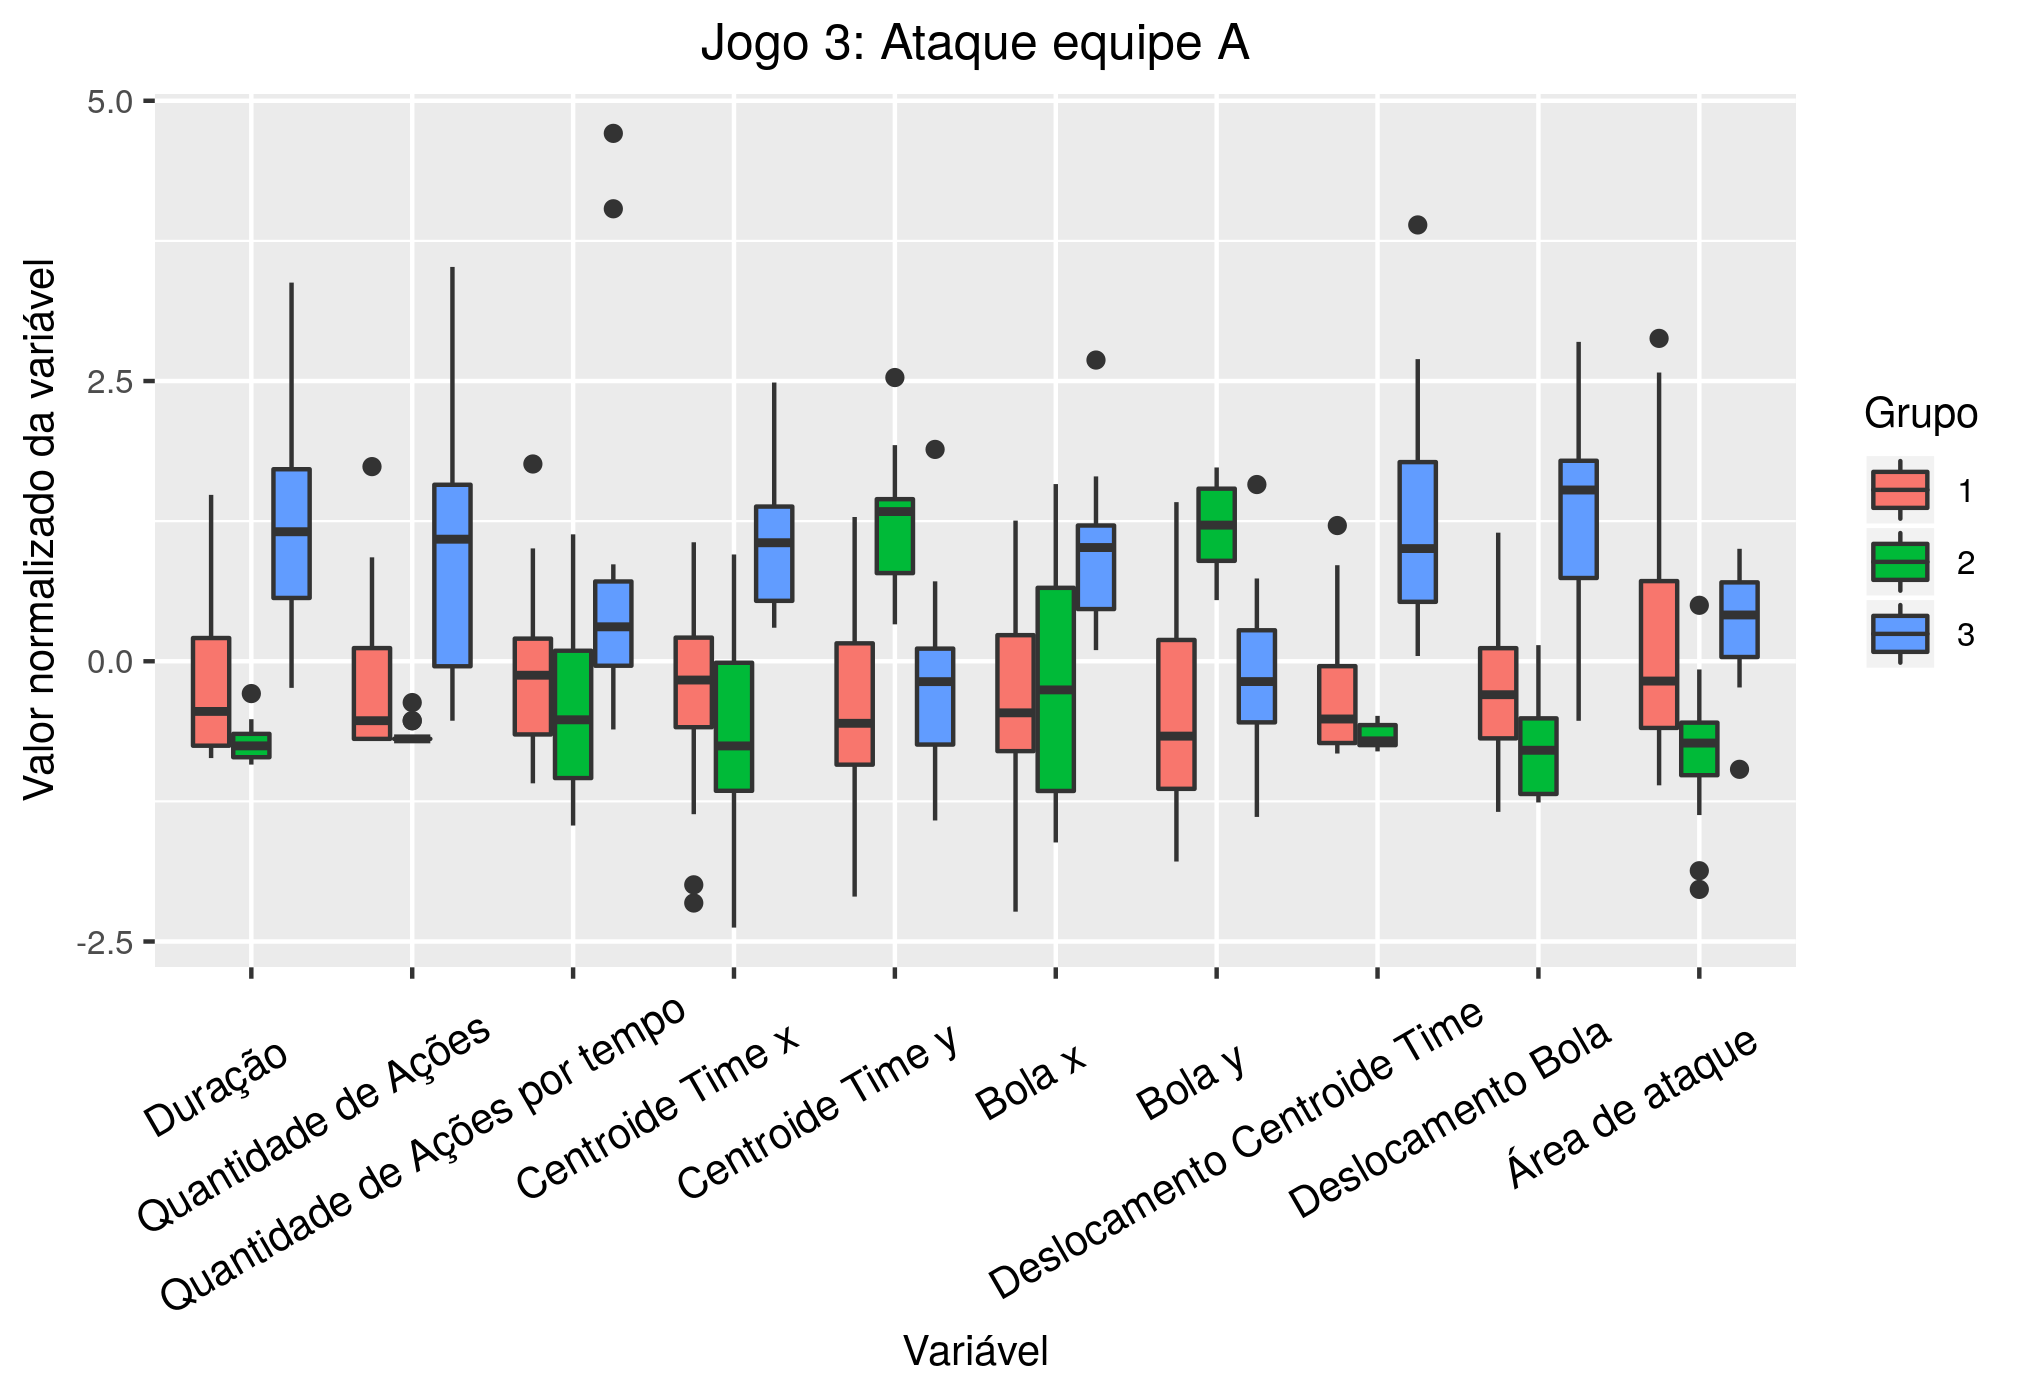 Jogo 3: Ataque equipe A
Valor normalizado da variável
5.0
2.5
0.0
-2.5
Duração
Quantidade de Ações
Quantidade de Ações por tempo
Centroide Time x
Centroide Time y
Bola x
Bola y
Deslocamento Centroide Time
Deslocamento Bola
Área de ataque
Variável
Grupo
1
2
3